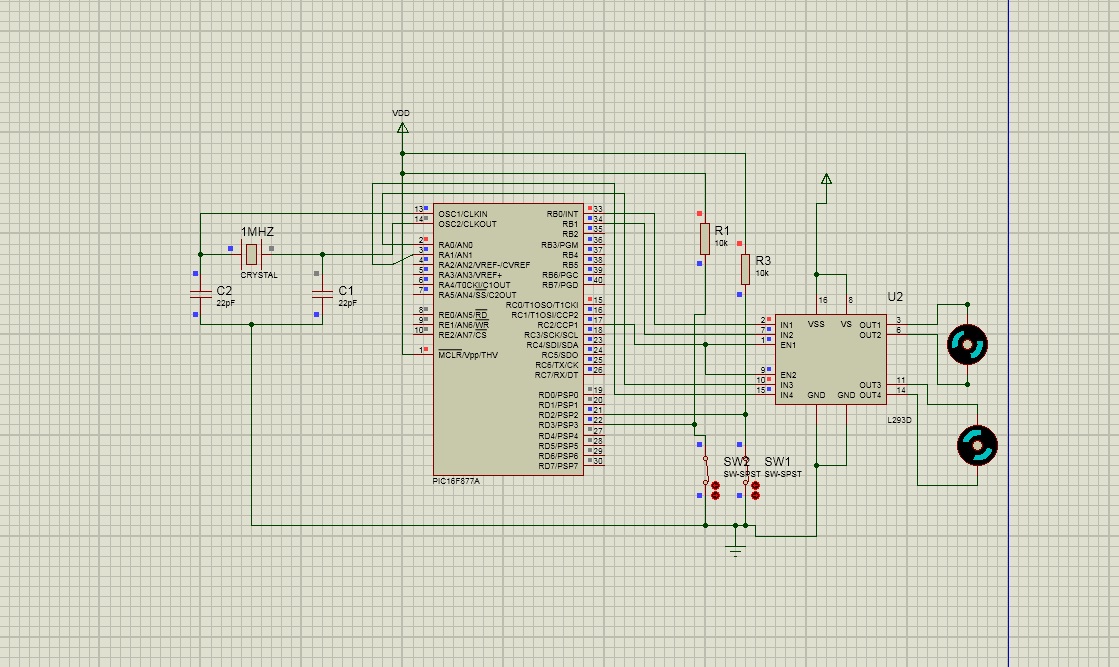 VDD
1MHZ
CRYSTAL
C2
22pF
C1
22pF
13 OSC1/CLKIN
14 OSC2/CLKOUT
2 RA0/AN0
3 RA1/AN1
4 RA2/AN2/VREF-/CVREF
5 RA3/AN3/VREF+
6 RA4/T0CKI/C1OUT
7 RA5/AN4/SS/C2OUT
8 RE0/AN5/RD
9 RE1/AN6/WR
10 RE2/AN7/CS
1 MCLR/Vpp/THV
RB0/INT 33
RB1 34
RB2 35
RB3/PGM 36
RB4 37
RB5 38
RB6/PGC 39
RB7/PGD 40
RC0/T1OSO/T1CKI 15
RC1/T1OSI/CCP2 16
RC2/CCP1 17
RC3/SCK/SCL 18
RC4/SDI/SDA 23
RC5/SDO 24
RC6/TX/CK 25
RC7/RX/DT 26
RD0/PSP0 19
RD1/PSP1 20
RD2/PSP2 21
RD3/PSP3 22
RD4/PSP4 27
RD5/PSP5 28
RD6/PSP6 29
RD7/PSP7 30
PIC16F877A
R1
10k
R3
10k
SW2
SW-SPST
SW1
SW-SPST
U2
16 8
VSS VS
2 IN1
7 IN2
1 EN1
9 EN2
10 IN3
15 IN4
OUT1 3
OUT2 6
OUT3 11
OUT4 14
GND GND
L293D